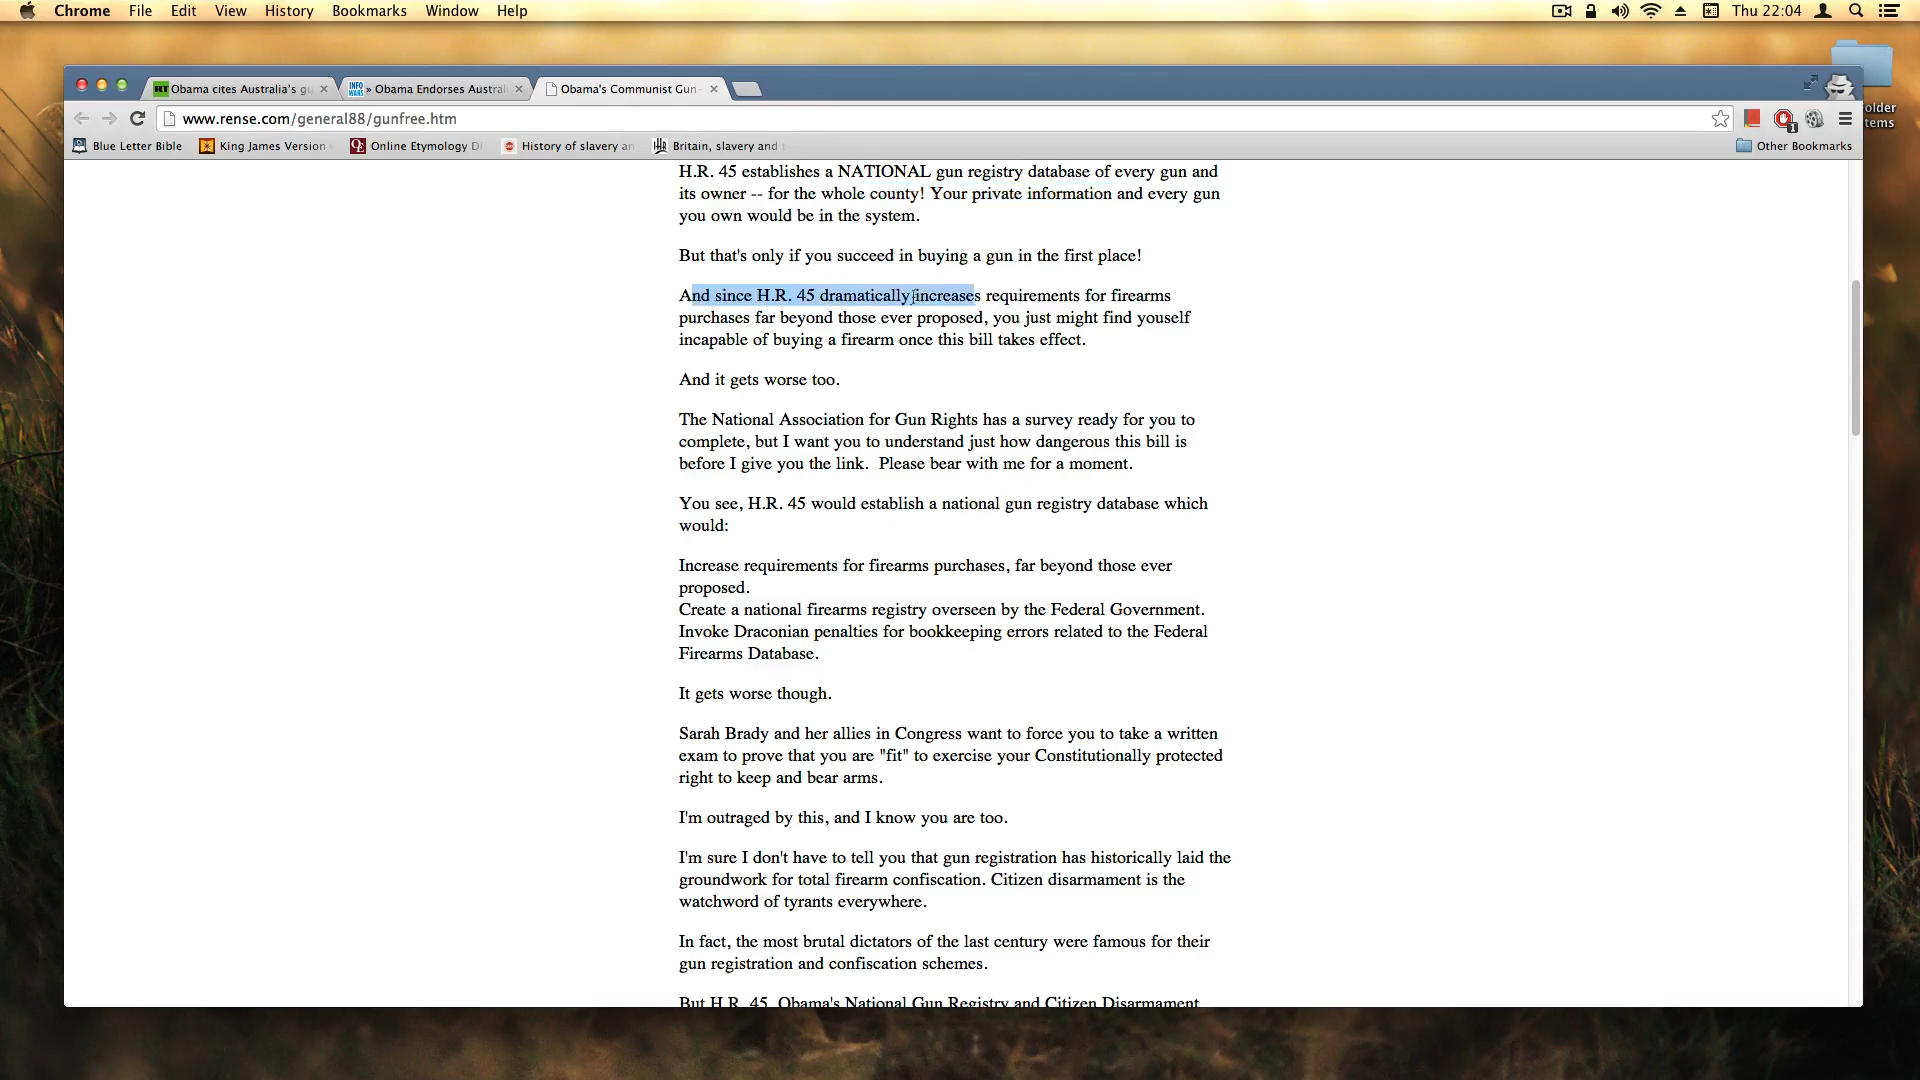 Chrome File Edit View History Bookmarks Window Help Thu 22:04
Obama cites Australia's gu
INFO WARS » Obama Endorses Austral
Obama's Communist Gun-
older
tems
www.rense.com/general88/gunfree.htm
Blue Letter Bible King James Version Online Etymology Di History of slavery an Britain, slavery and t Other Bookmarks
H.R. 45 establishes a NATIONAL gun registry database of every gun and
its owner -- for the whole county! Your private information and every gun
you own would be in the system.
But that's only if you succeed in buying a gun in the first place!
And since H.R. 45 dramatically increases requirements for firearms
purchases far beyond those ever proposed, you just might find youself
incapable of buying a firearm once this bill takes effect.
And it gets worse too.
The National Association for Gun Rights has a survey ready for you to
complete, but I want you to understand just how dangerous this bill is
before I give you the link.  Please bear with me for a moment.
You see, H.R. 45 would establish a national gun registry database which
would:
Increase requirements for firearms purchases, far beyond those ever
proposed.
Create a national firearms registry overseen by the Federal Government.
Invoke Draconian penalties for bookkeeping errors related to the Federal
Firearms Database.
It gets worse though.
Sarah Brady and her allies in Congress want to force you to take a written
exam to prove that you are "fit" to exercise your Constitutionally protected
right to keep and bear arms.
I'm outraged by this, and I know you are too.
I'm sure I don't have to tell you that gun registration has historically laid the
groundwork for total firearm confiscation. Citizen disarmament is the
watchword of tyrants everywhere.
In fact, the most brutal dictators of the last century were famous for their
gun registration and confiscation schemes.
But H.R. 45, Obama's National Gun Registry and Citizen Disarmament